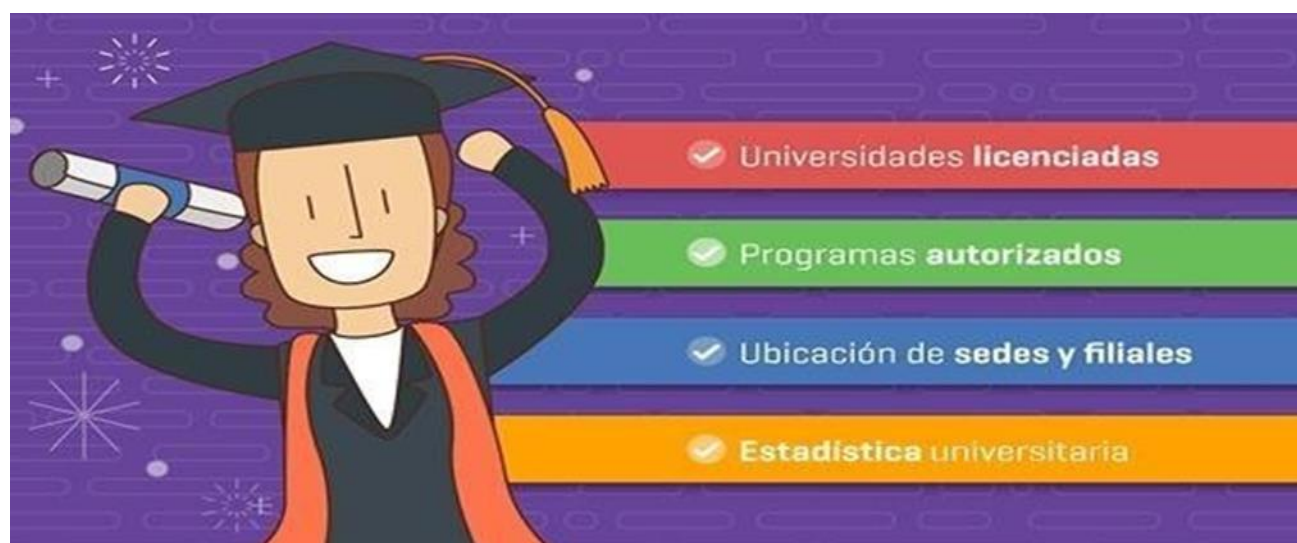 Universidades licenciadas
Programas autorizados
Ubicación de sedes y filiales
Estadística universitaria